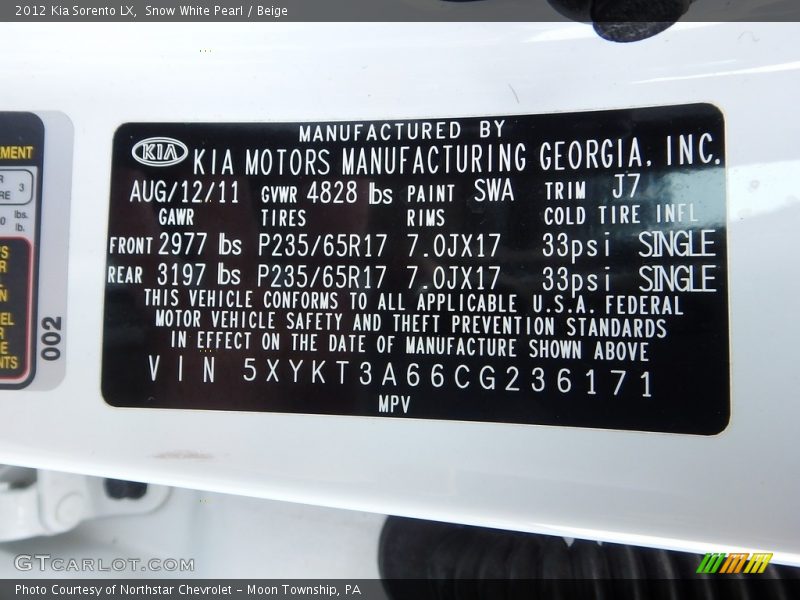 2012 Kia Sorento LX, Snow White Pearl / Beige
MANUFACTURED BY
KIA KIA MOTORS MANUFACTURING GEORGIA, INC.
AUG/12/11 GVWR 4828 lbs PAINT SWA TRIM J7
GAWR TIRES RIMS COLD TIRE INFL
FRONT 2977 lbs P235/65R17 7.0JX17 33psi SINGLE
REAR 3197 lbs P235/65R17 7.0JX17 33psi SINGLE
THIS VEHICLE CONFORMS TO ALL APPLICABLE U.S.A. FEDERAL
MOTOR VEHICLE SAFETY AND THEFT PREVENTION STANDARDS
IN EFFECT ON THE DATE OF MANUFACTURE SHOWN ABOVE
VIN 5XYKT3A66CG236171
MPV
3
lbs.
lb.
002
GTCARLOT.COM
Photo Courtesy of Northstar Chevrolet - Moon Township, PA